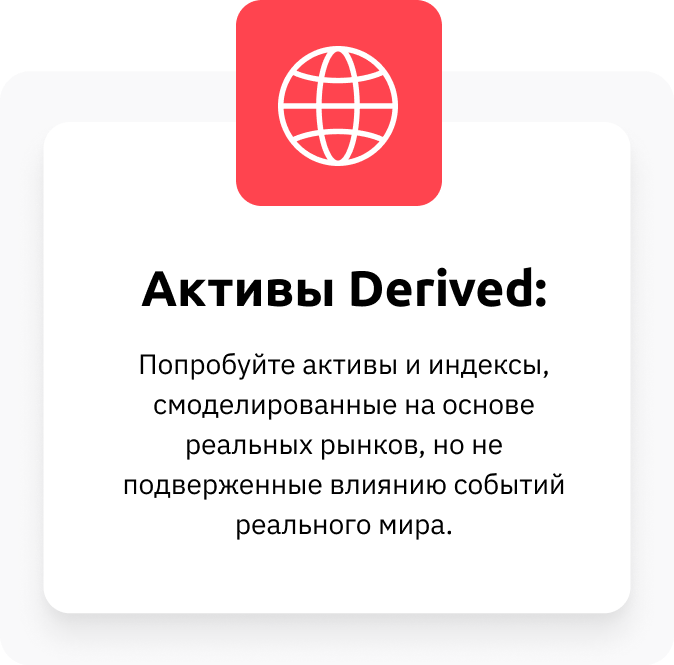 Активы Derived:
Попробуйте активы и индексы,
смоделированные на основе
реальных рынков, но не
подверженные влиянию событий
реального мира.